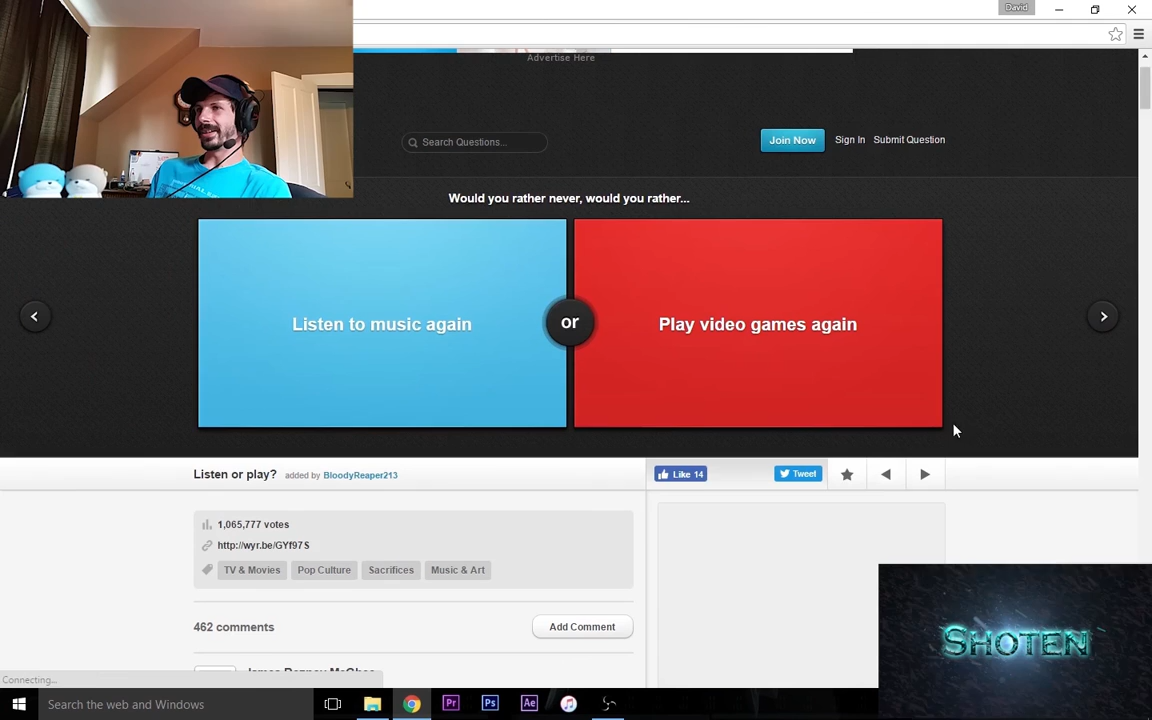 David
Advertise Here
Search Questions...
Join Now
Sign In
Submit Question
Would you rather never, would you rather...
Listen to music again
or
Play video games again
Listen or play?
added by BloodyReaper213
Like 14
Tweet
1,065,777 votes
http://wyr.be/GYf97S
TV & Movies
Pop Culture
Sacrifices
Music & Art
462 comments
Add Comment
SHOTEN
Connecting...
Search the web and Windows
Pr
Ps
Ae